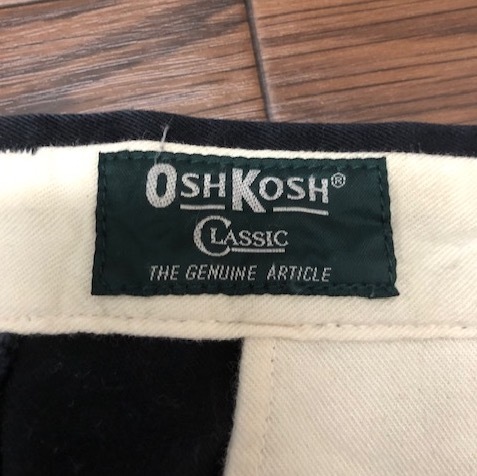 OSHKOSH®
CLASSIC
THE GENUINE ARTICLE